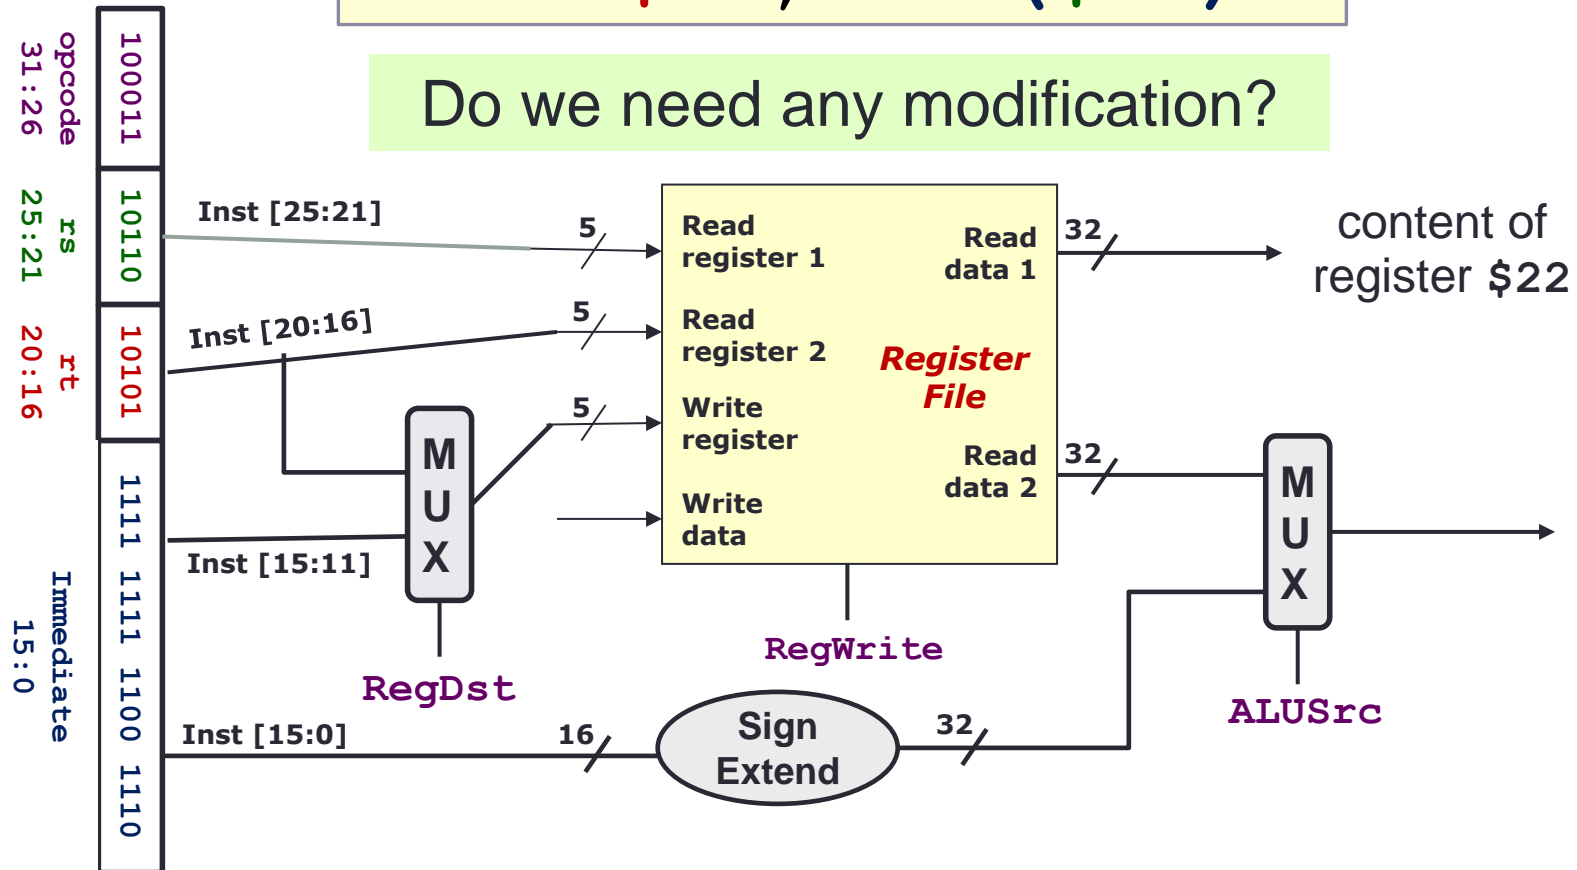 Do we need any modification?
opcode
31:26
100011
rs
25:21
10110
rt
20:16
10101
Immediate
15:0
1111 1111 1100 1110
Inst [25:21]
5
Inst [20:16]
5
5
Inst [15:11]
M
U
X
RegDst
Read
register 1
Read
register 2
Write
register
Write
data
Register
File
Read
data 1
Read
data 2
32
32
RegWrite
content of
register $22
M
U
X
ALUSrc
Inst [15:0]
16
Sign
Extend
32